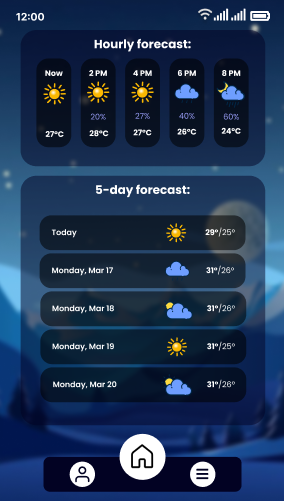 12:00
Hourly forecast:
Now 2 PM 4 PM 6 PM 8 PM
20% 27% 40% 60%
27°C 28°C 27°C 26°C 24°C
5-day forecast:
Today 29°/25°
Monday, Mar 17 31°/26°
Monday, Mar 18 31°/26°
Monday, Mar 19 31°/25°
Monday, Mar 20 31°/26°